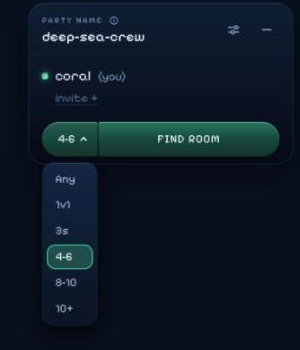 PARTY NAME
deep-sea-crew
coral (you)
invite +
4-6 FIND ROOM
Any
1v1
3s
4-6
8-10
10+